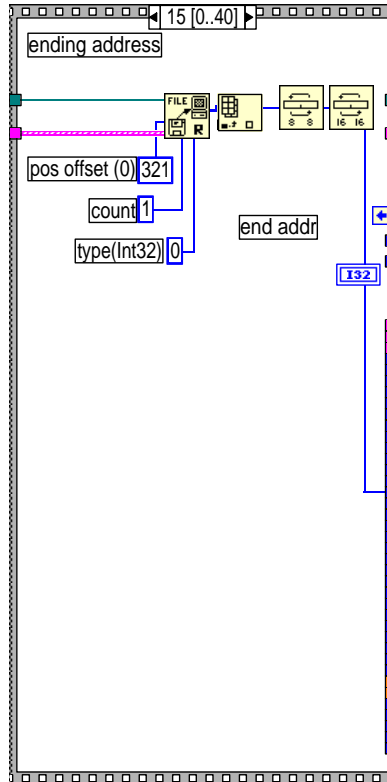 15 [0..40]
ending address
FILE
R
8 8
16 16
pos offset (0) 321
count 1
end addr
type(Int32) 0
I32